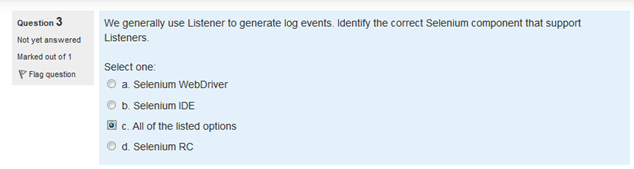 Question 3
Not yet answered
Marked out of 1
Flag question
We generally use Listener to generate log events. Identify the correct Selenium component that support
Listeners.
Select one:
a. Selenium WebDriver
b. Selenium IDE
c. All of the listed options
d. Selenium RC